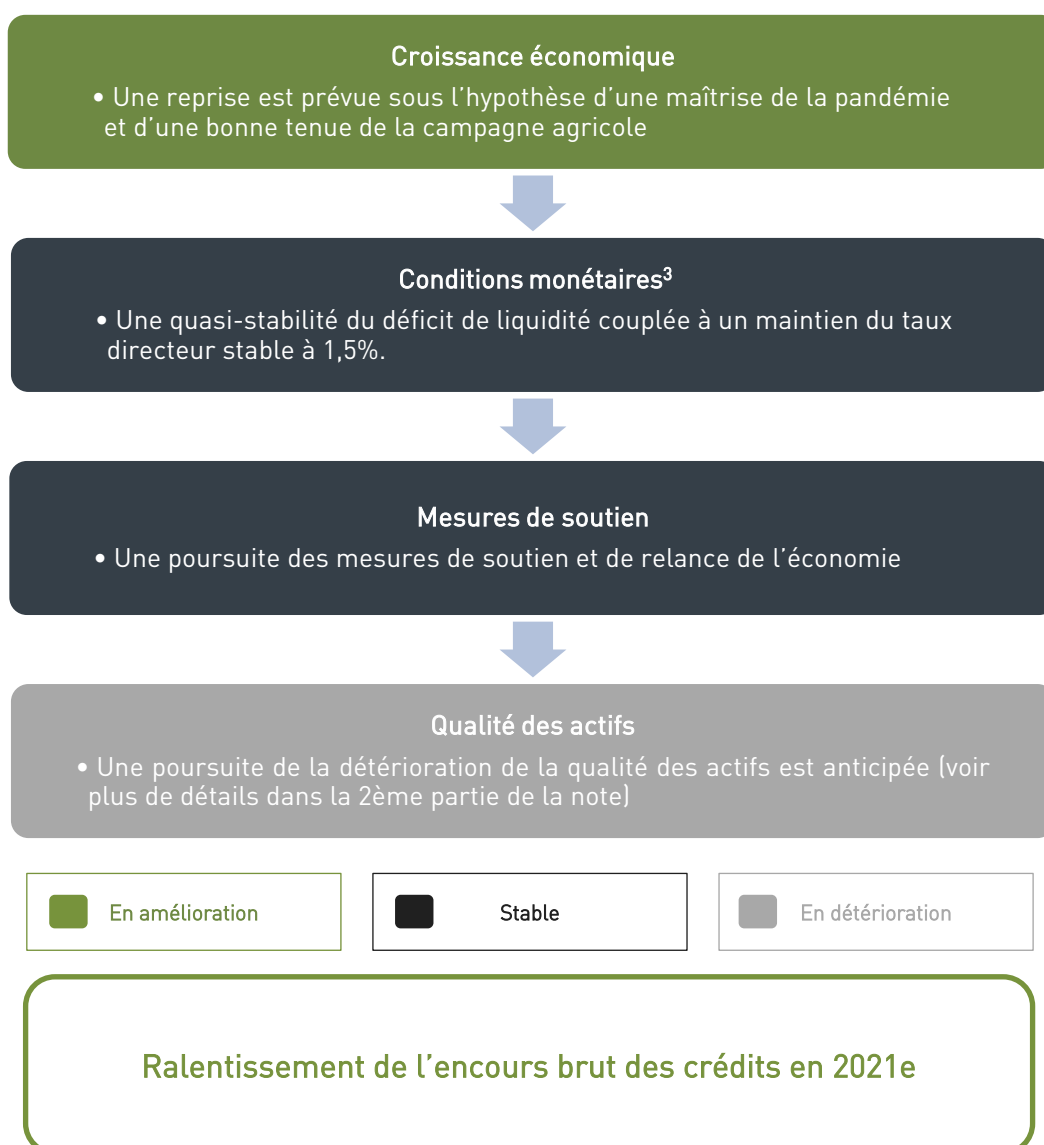 Croissance économique
• Une reprise est prévue sous l’hypothèse d’une maîtrise de la pandémie
et d’une bonne tenue de la campagne agricole
Conditions monétaires³
• Une quasi-stabilité du déficit de liquidité couplée à un maintien du taux
directeur stable à 1,5%.
Mesures de soutien
• Une poursuite des mesures de soutien et de relance de l’économie
Qualité des actifs
• Une poursuite de la détérioration de la qualité des actifs est anticipée (voir
plus de détails dans la 2ème partie de la note)
En amélioration
Stable
En détérioration
Ralentissement de l’encours brut des crédits en 2021e